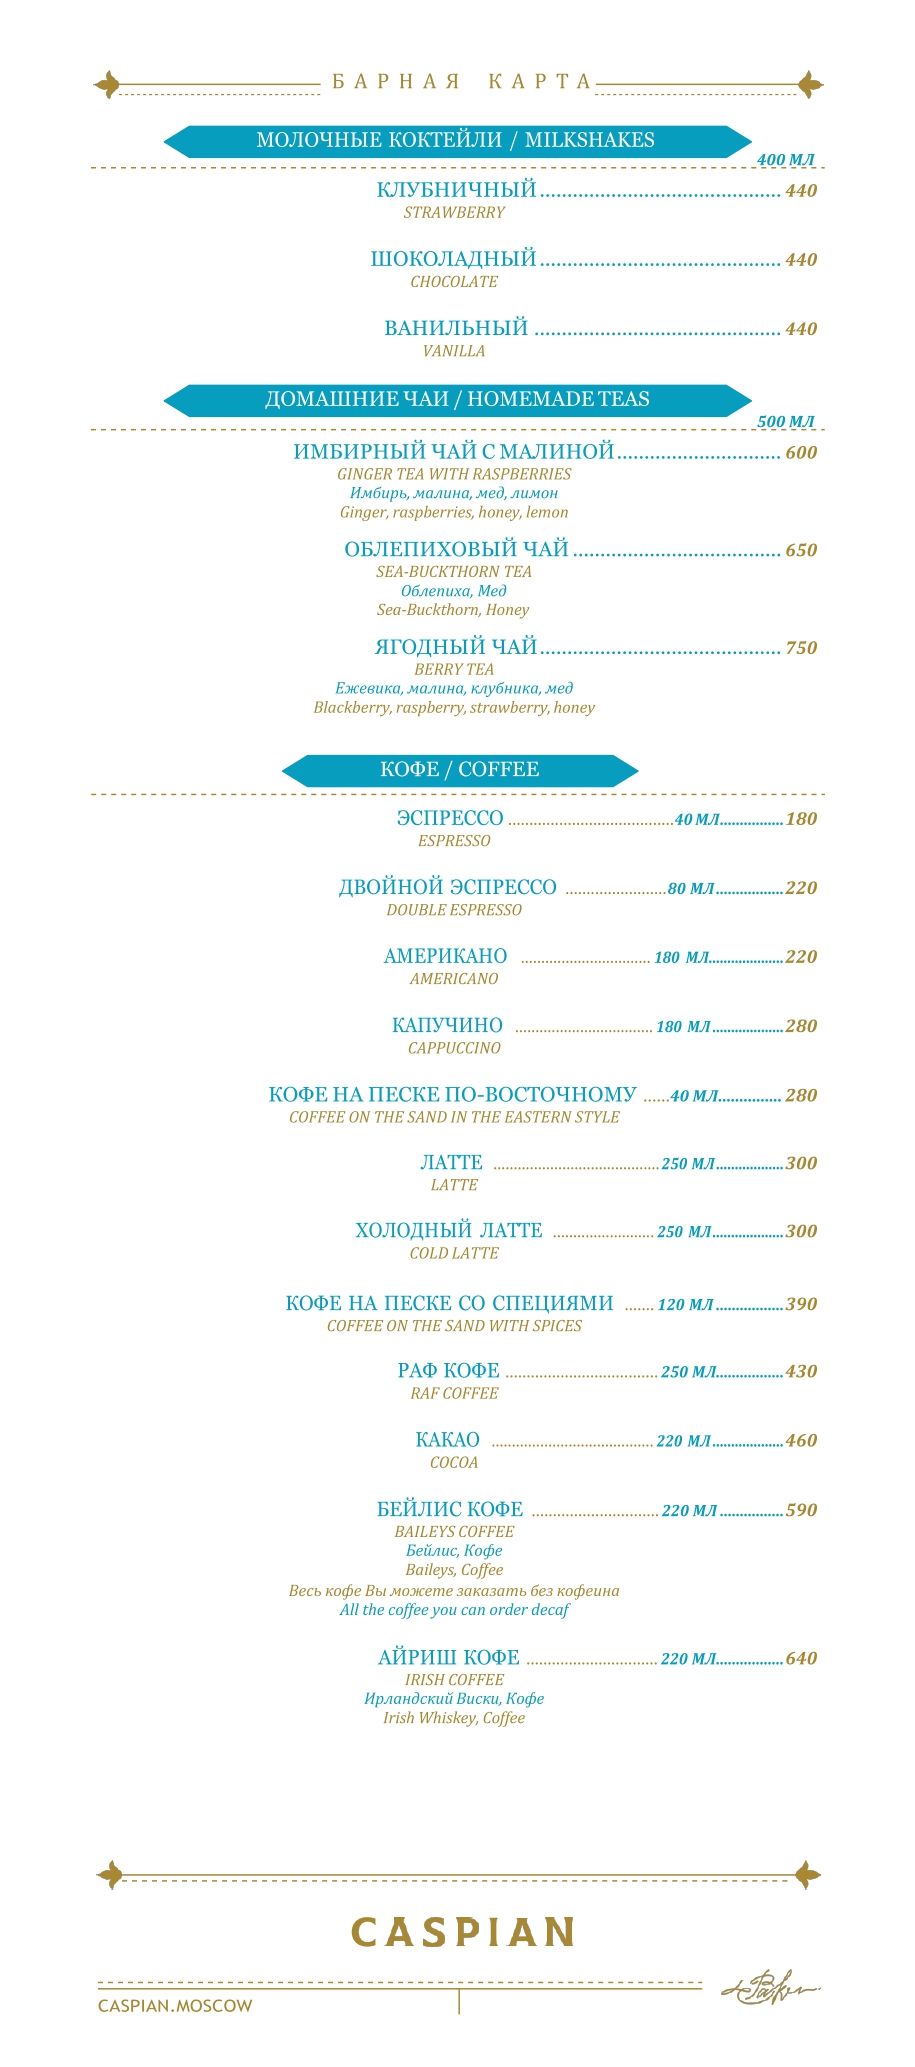 БАРНАЯ КАРТА
МОЛОЧНЫЕ КОКТЕЙЛИ / MILKSHAKES
400 МЛ
КЛУБНИЧНЫЙ ............................................ 440
STRAWBERRY
ШОКОЛАДНЫЙ ............................................ 440
CHOCOLATE
ВАНИЛЬНЫЙ ............................................. 440
VANILLA
ДОМАШНИЕ ЧАИ / HOMEMADE TEAS
500 МЛ
ИМБИРНЫЙ ЧАЙ С МАЛИНОЙ .............................. 600
GINGER TEA WITH RASPBERRIES
Имбирь, малина, мед, лимон
Ginger, raspberries, honey, lemon
ОБЛЕПИХОВЫЙ ЧАЙ ...................................... 650
SEA-BUCKTHORN TEA
Облепиха, Мед
Sea-Buckthorn, Honey
ЯГОДНЫЙ ЧАЙ ............................................ 750
BERRY TEA
Ежевика, малина, клубника, мед
Blackberry, raspberry, strawberry, honey
КОФЕ / COFFEE
ЭСПРЕССО ..........................................40 МЛ................180
ESPRESSO
ДВОЙНОЙ ЭСПРЕССО ..........................80 МЛ.................220
DOUBLE ESPRESSO
АМЕРИКАНО ................................. 180 МЛ...................220
AMERICANO
КАПУЧИНО ................................... 180 МЛ..................280
CAPPUCCINO
КОФЕ НА ПЕСКЕ ПО-ВОСТОЧНОМУ ......40 МЛ................ 280
COFFEE ON THE SAND IN THE EASTERN STYLE
ЛАТТЕ .......................................... 250 МЛ.................300
LATTE
ХОЛОДНЫЙ ЛАТТЕ .......................... 250 МЛ..................300
COLD LATTE
КОФЕ НА ПЕСКЕ СО СПЕЦИЯМИ ....... 120 МЛ .................390
COFFEE ON THE SAND WITH SPICES
РАФ КОФЕ ....................................... 250 МЛ.................430
RAF COFFEE
КАКАО ......................................... 220 МЛ..................460
COCOA
БЕЙЛИС КОФЕ ................................ 220 МЛ ................590
BAILEYS COFFEE
Бейлис, Кофе
Baileys, Coffee
Весь кофе Вы можете заказать без кофеина
All the coffee you can order decaf
АЙРИШ КОФЕ ................................. 220 МЛ.................640
IRISH COFFEE
Ирландский Виски, Кофе
Irish Whiskey, Coffee
CASPIAN
CASPIAN.MOSCOW